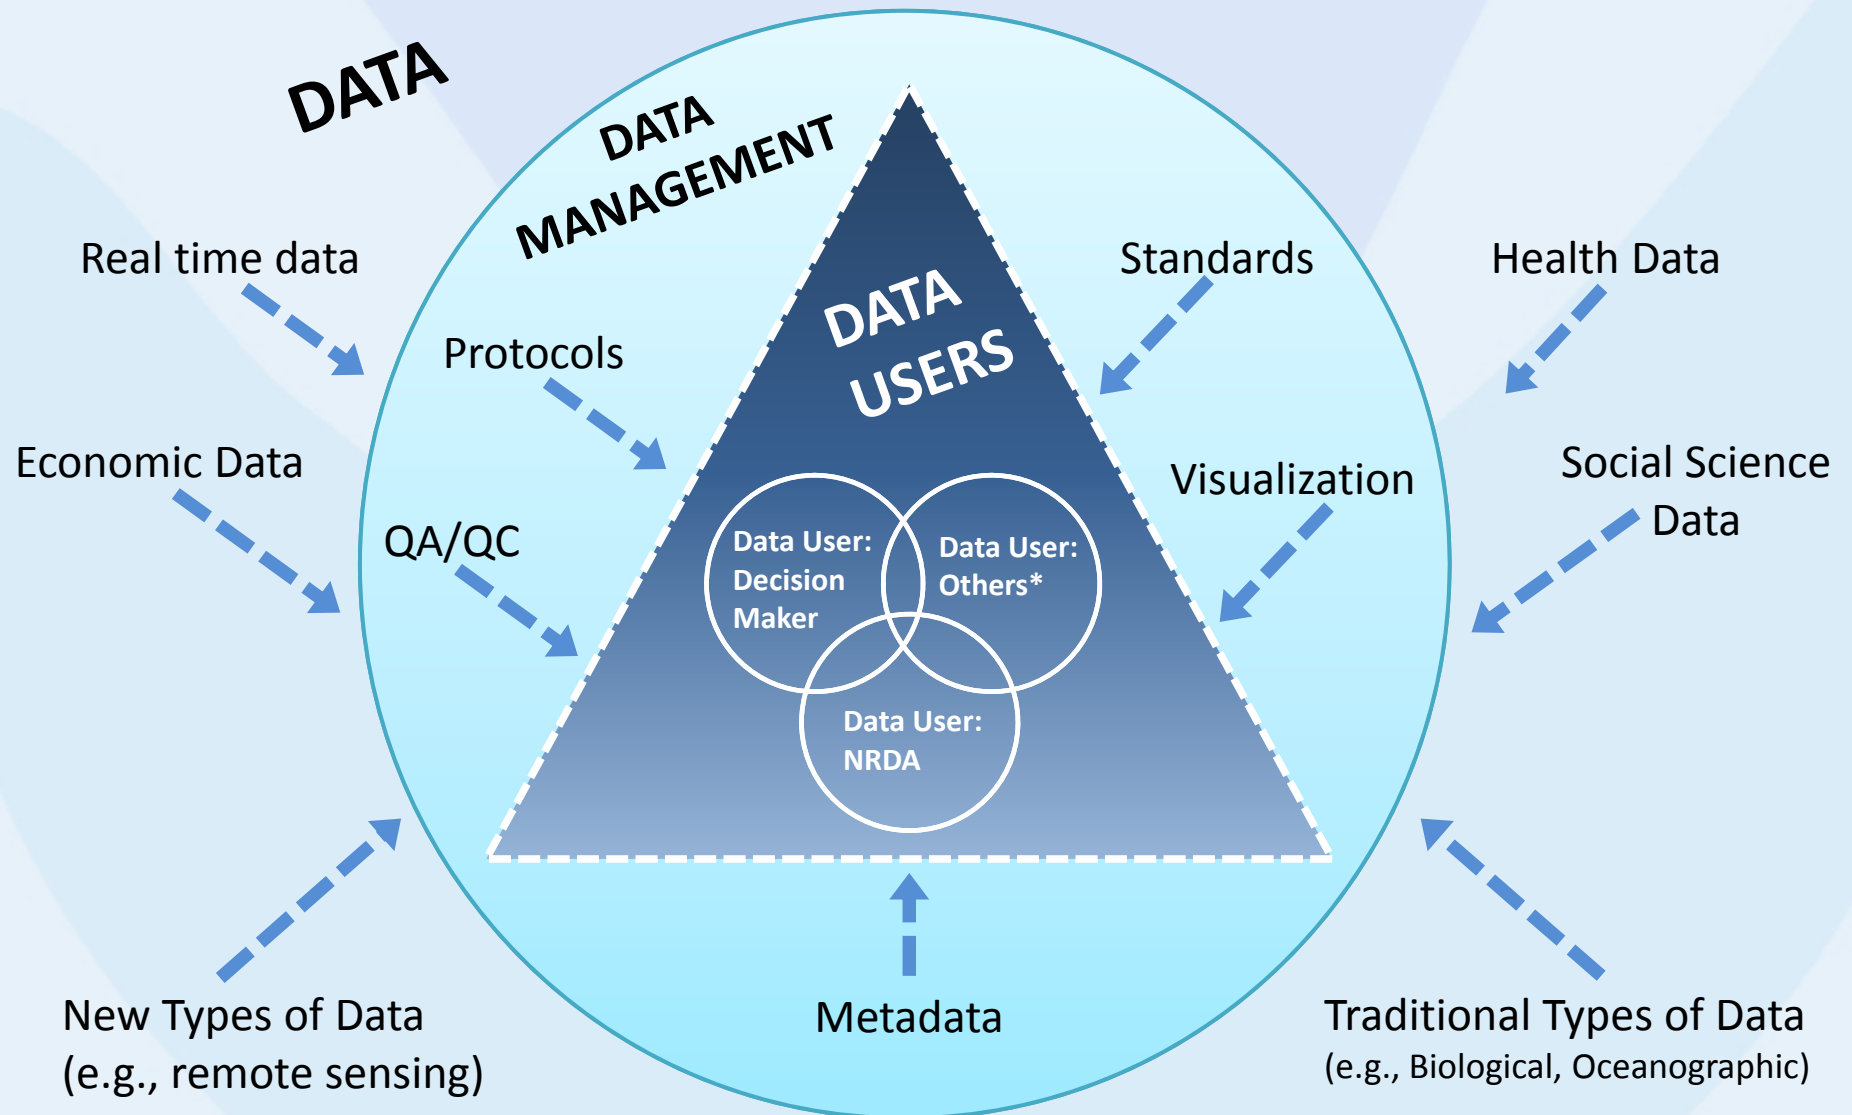 DATA
DATA
MANAGEMENT
Real time data
Protocols
Economic Data
QA/QC
DATA
USERS
Standards
Health Data
Visualization
Social Science
Data
Data User:
Decision
Maker
Data User:
Others*
Data User:
NRDA
New Types of Data
(e.g., remote sensing)
Metadata
Traditional Types of Data
(e.g., Biological, Oceanographic)